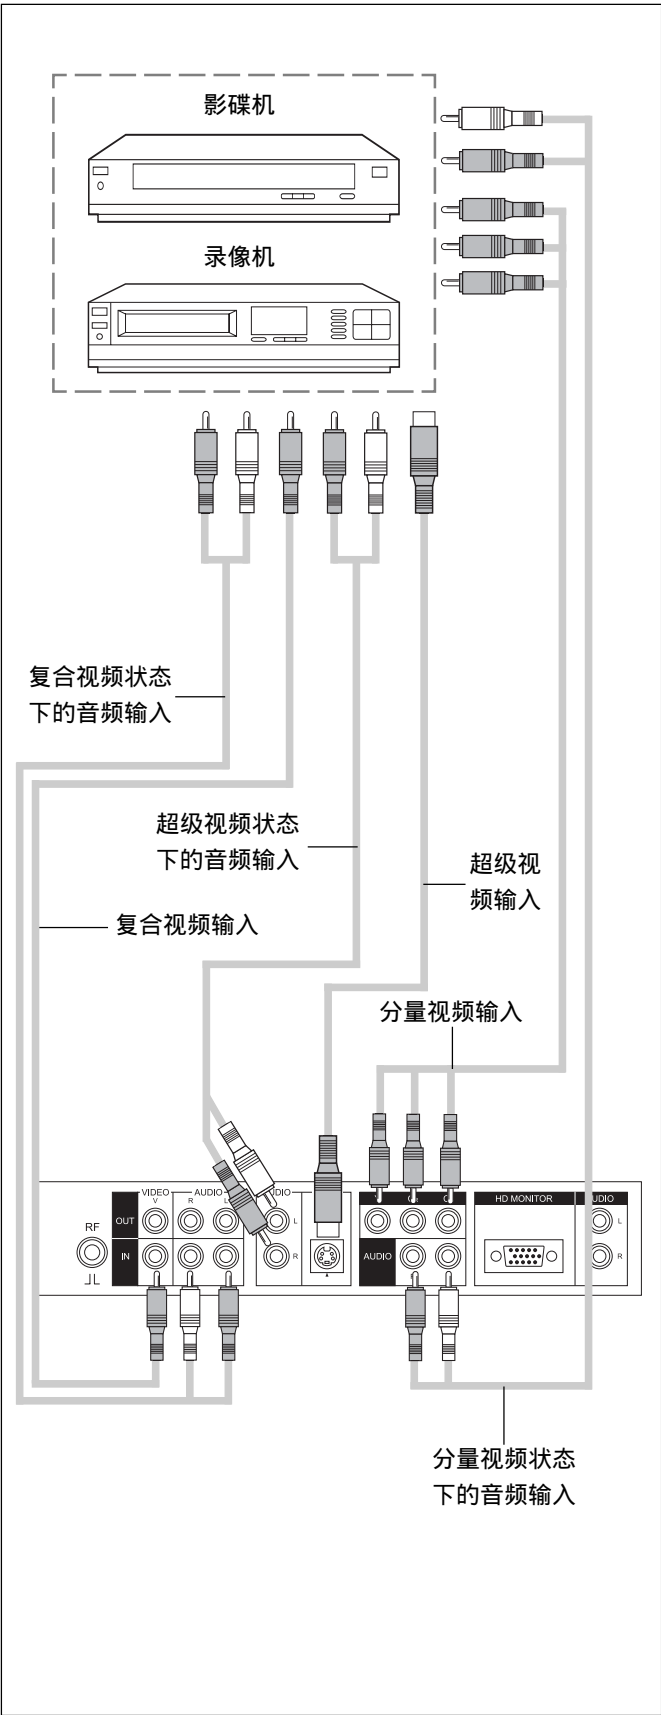 影碟机
录像机
复合视频状态
下的音频输入
超级视频状态
下的音频输入
超级视
频输入
复合视频输入
分量视频输入
VIDEO
V
AUDIO
R
L
OUT
IN
RF
L
R
AUDIO
HD MONITOR
L
R
分量视频状态
下的音频输入